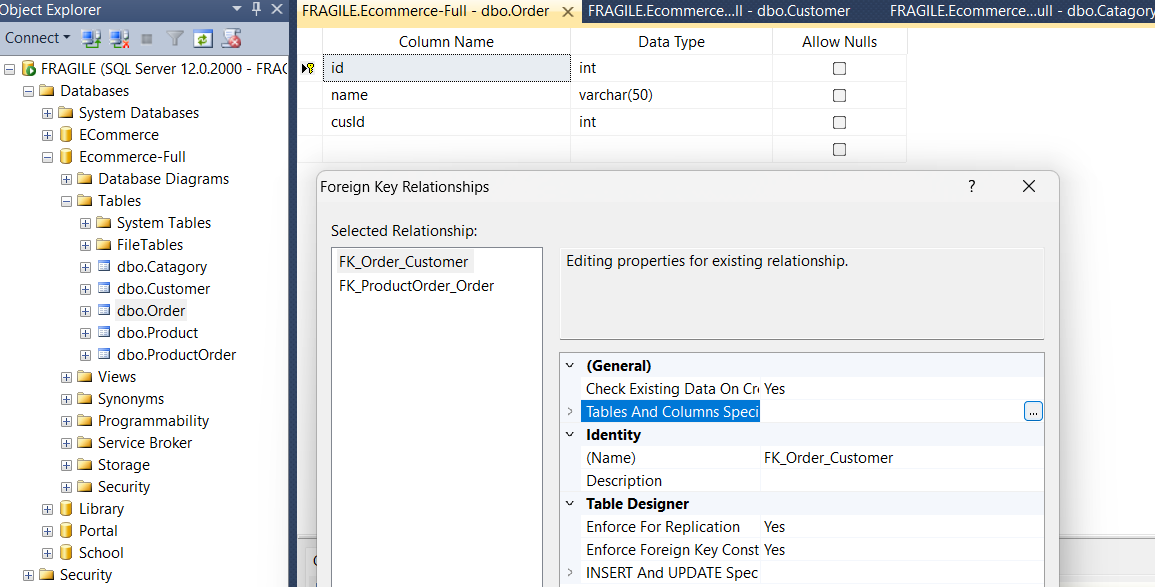 Object Explorer
Connect
FRAGILE (SQL Server 12.0.2000 - FRAG
Databases
System Databases
ECommerce
Ecommerce-Full
Database Diagrams
Tables
System Tables
FileTables
dbo.Catagory
dbo.Customer
dbo.Order
dbo.Product
dbo.ProductOrder
Views
Synonyms
Programmability
Service Broker
Storage
Security
Library
Portal
School
Security
FRAGILE.Ecommerce-Full - dbo.Order FRAGILE.Ecommerce...ll - dbo.Customer FRAGILE.Ecommerce...ull - dbo.Catagory
Column Name Data Type Allow Nulls
id int
name varchar(50)
cusId int
Foreign Key Relationships ?
Selected Relationship:
FK_Order_Customer
FK_ProductOrder_Order
Editing properties for existing relationship.
(General)
Check Existing Data On Cre Yes
Tables And Columns Speci ...
Identity
(Name) FK_Order_Customer
Description
Table Designer
Enforce For Replication Yes
Enforce Foreign Key Const Yes
INSERT And UPDATE Spec